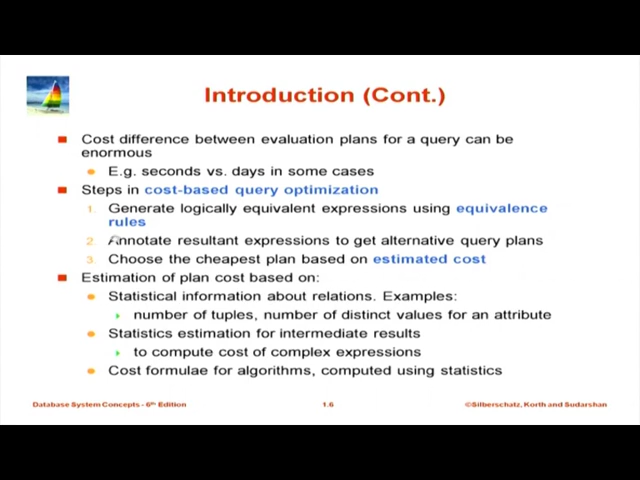 Introduction (Cont.)
Cost difference between evaluation plans for a query can be
enormous
E.g. seconds vs. days in some cases
Steps in cost-based query optimization
1. Generate logically equivalent expressions using equivalence
rules
2. Annotate resultant expressions to get alternative query plans
3. Choose the cheapest plan based on estimated cost
Estimation of plan cost based on:
Statistical information about relations. Examples:
number of tuples, number of distinct values for an attribute
Statistics estimation for intermediate results
to compute cost of complex expressions
Cost formulae for algorithms, computed using statistics
Database System Concepts - 6th Edition 1.6 ©Silberschatz, Korth and Sudarshan